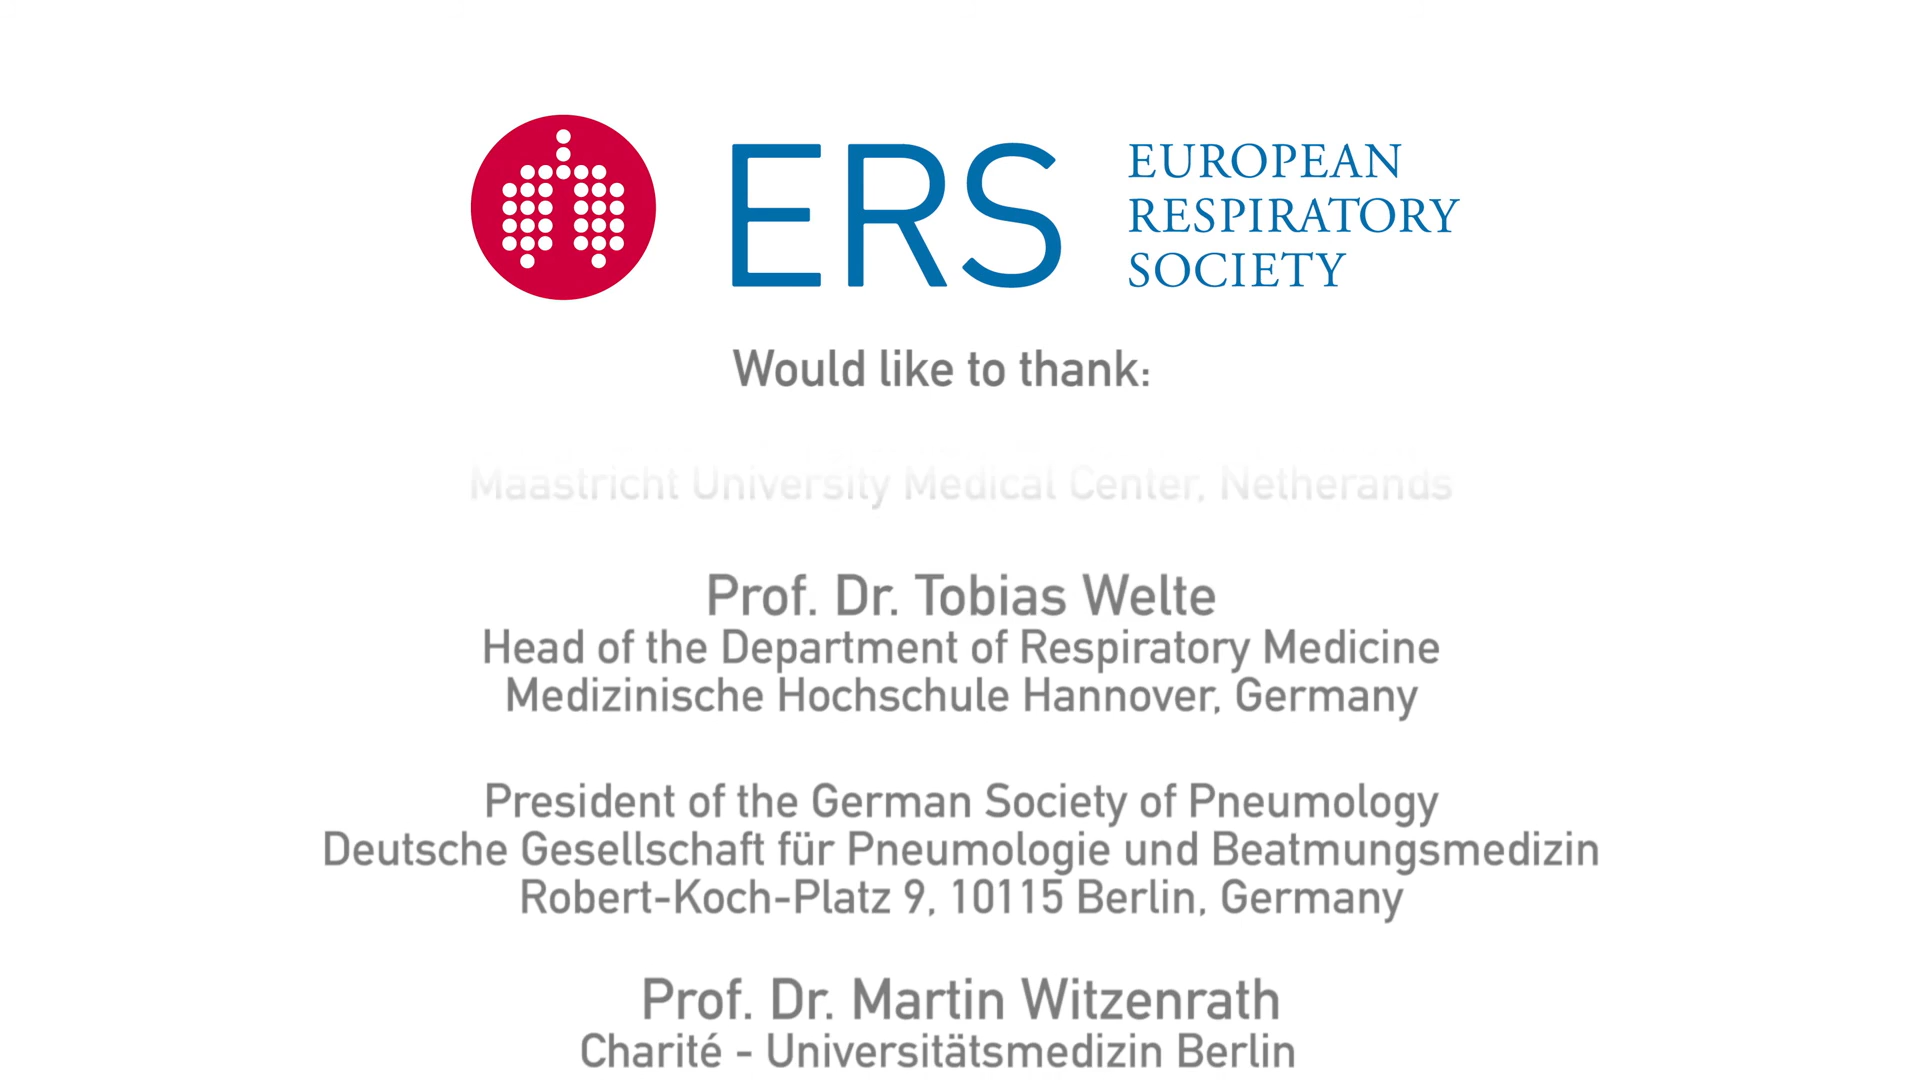 ERS
EUROPEAN
RESPIRATORY
SOCIETY
Would like to thank:
Maastricht University Medical Center, Netherands
Prof. Dr. Tobias Welte
Head of the Department of Respiratory Medicine
Medizinische Hochschule Hannover, Germany
President of the German Society of Pneumology
Deutsche Gesellschaft für Pneumologie und Beatmungsmedizin
Robert-Koch-Platz 9, 10115 Berlin, Germany
Prof. Dr. Martin Witzenrath
Charité - Universitätsmedizin Berlin